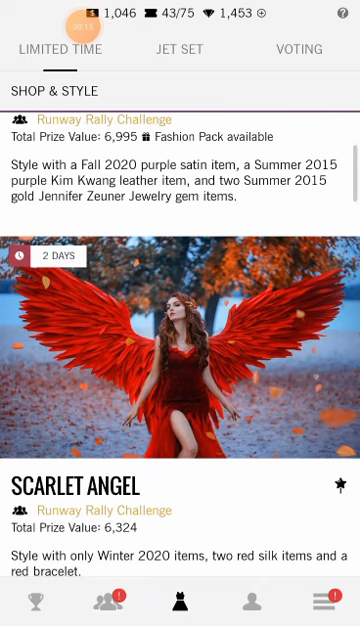 $ 1,046 43/75 1,453
00:13
LIMITED TIME JET SET VOTING
SHOP & STYLE
Runway Rally Challenge
Total Prize Value: 6,995 Fashion Pack available
Style with a Fall 2020 purple satin item, a Summer 2015
purple Kim Kwang leather item, and two Summer 2015
gold Jennifer Zeuner Jewelry gem items.
2 DAYS
SCARLET ANGEL
Runway Rally Challenge
Total Prize Value: 6,324
Style with only Winter 2020 items, two red silk items and a
red bracelet.